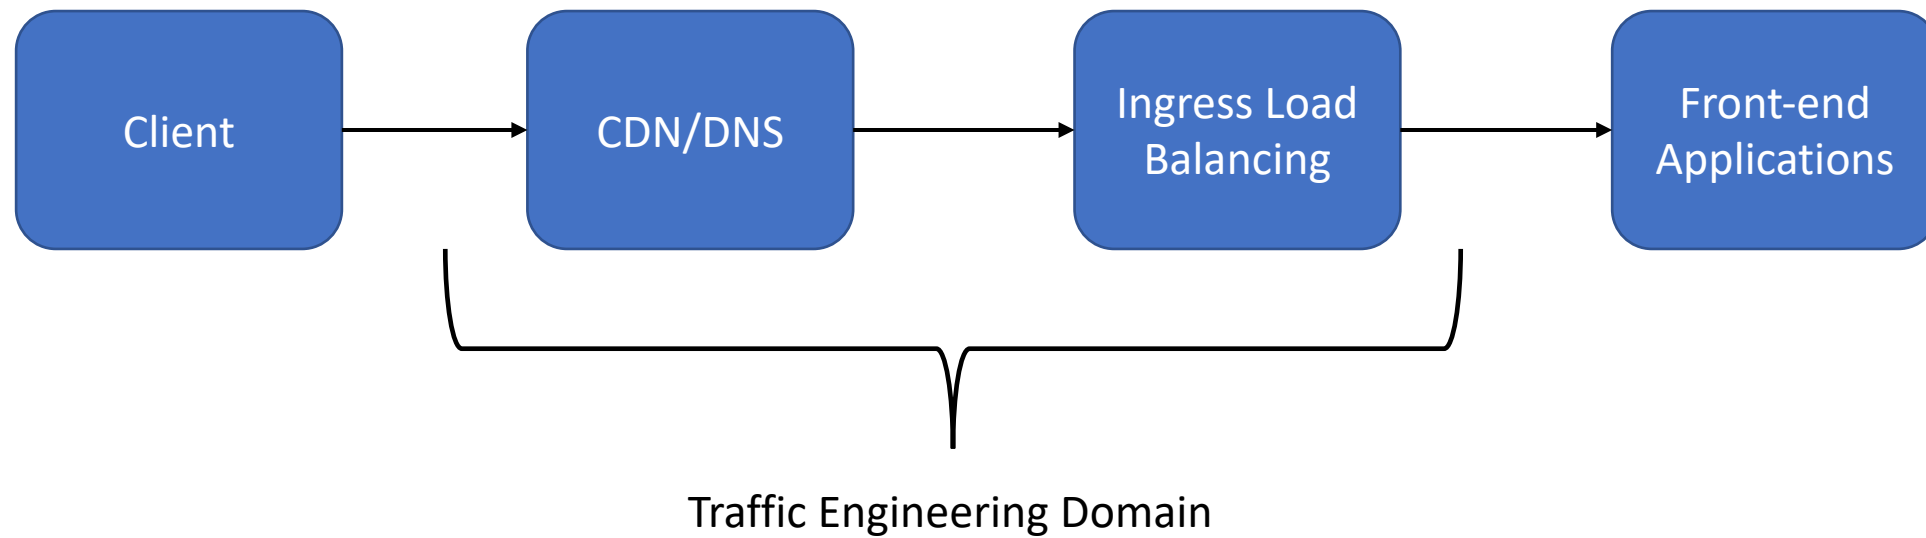 Client
CDN/DNS
Ingress Load
Balancing
Front-end
Applications
Traffic Engineering Domain